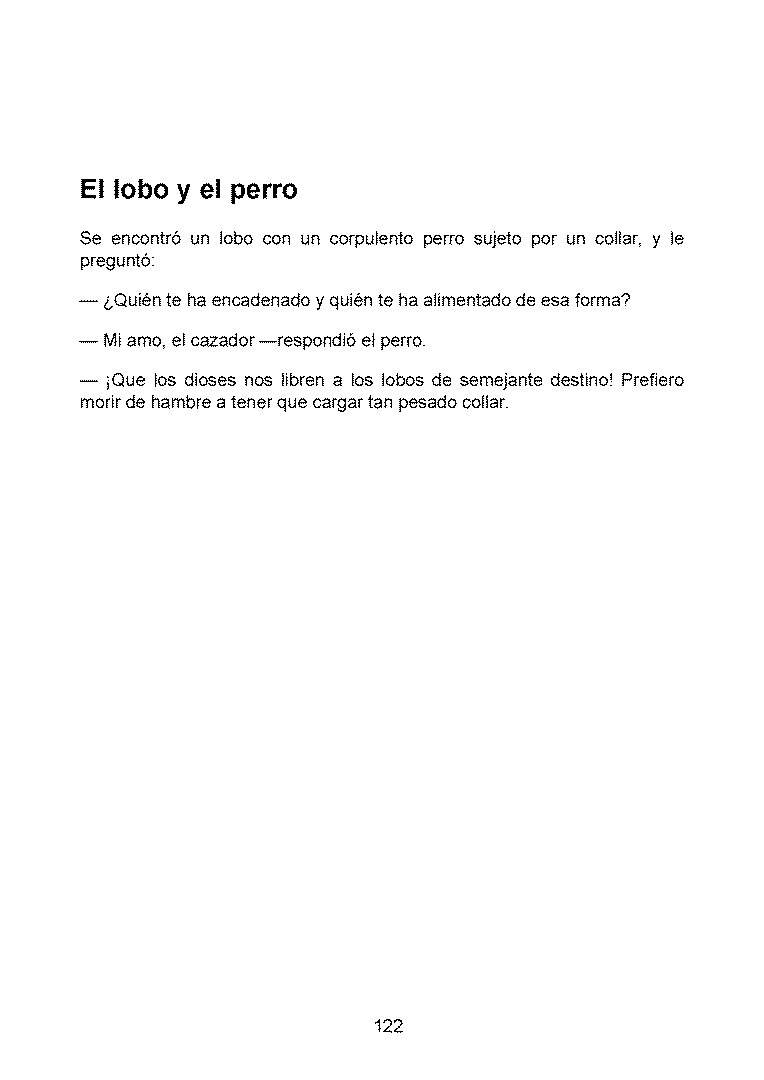 El lobo y el perro
Se encontró un lobo con un corpulento perro sujeto por un collar, y le
preguntó:
— ¿Quién te ha encadenado y quién te ha alimentado de esa forma?
— Mi amo, el cazador —respondió el perro.
— ¡Que los dioses nos libren a los lobos de semejante destino! Prefiero
morir de hambre a tener que cargar tan pesado collar.
122